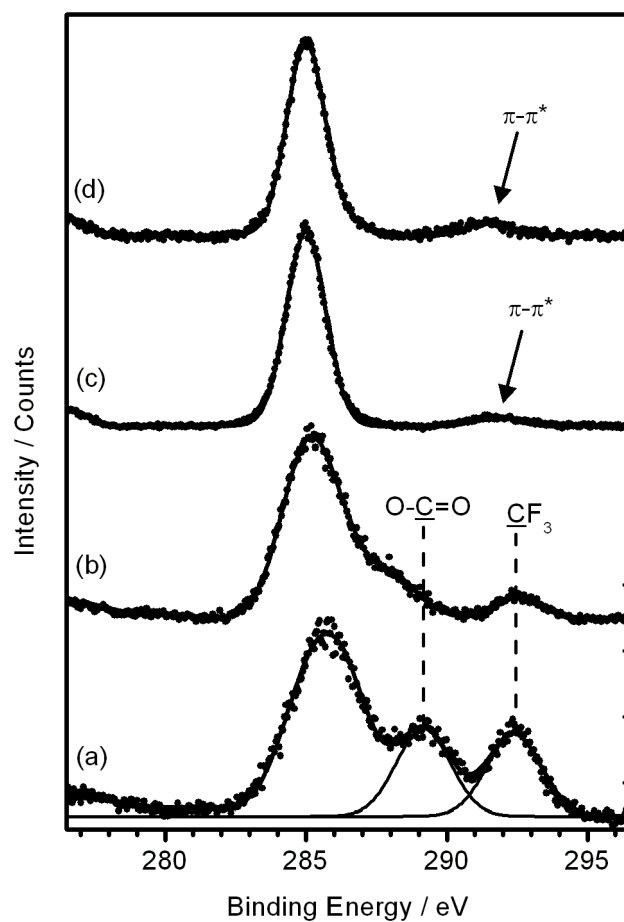 π-π*
(d)
π-π*
(c)
O-C=O
CF₃
(b)
(a)
280 285 290 295
Binding Energy / eV
Intensity / Counts